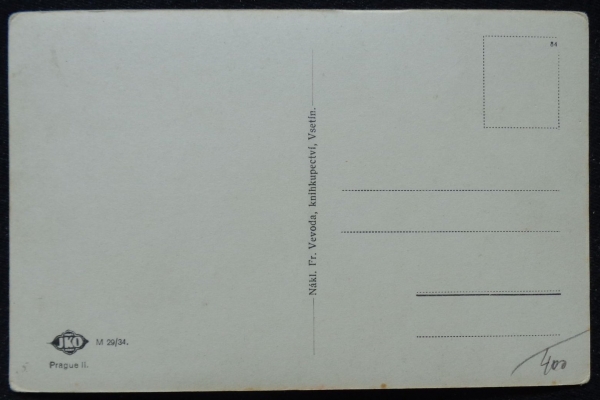 84
Nákl. Fr. Vevoda, knihkupectví, Vsetín.
JKO M 29/34.
Prague II.
400